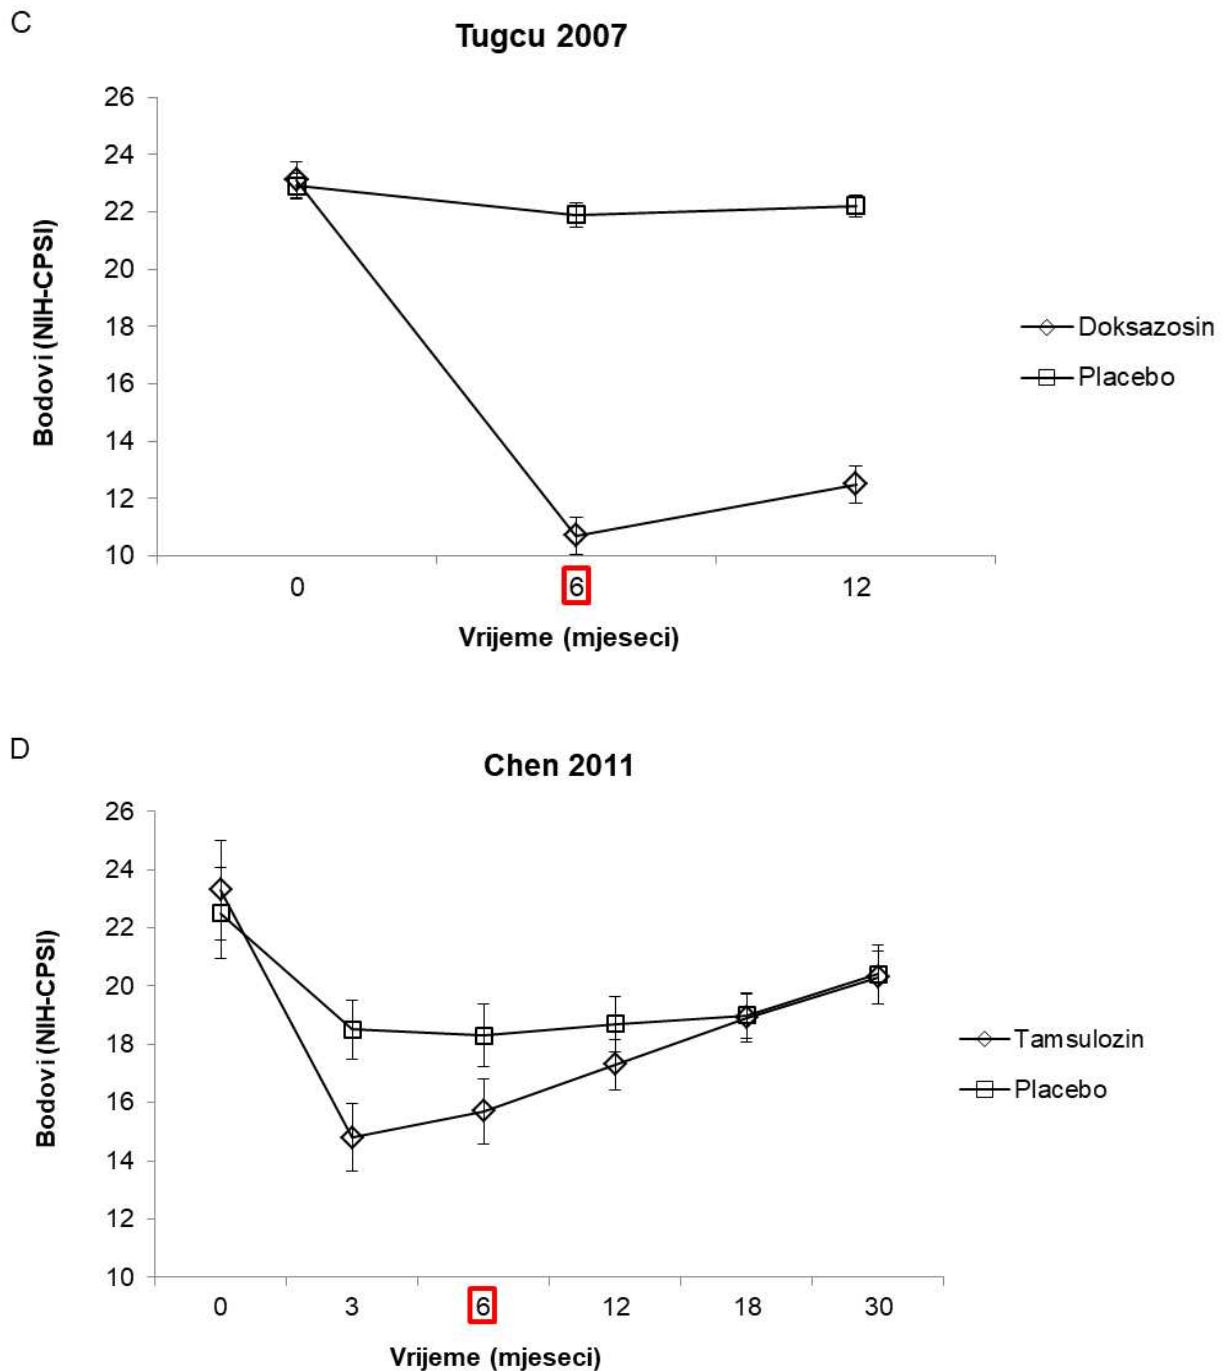 C
Tugcu 2007
26
24
22
20
18
16
14
12
10
Bodovi (NIH-CPSI)
0 6 12
Vrijeme (mjeseci)
Doksazosin
Placebo
D
Chen 2011
26
24
22
20
18
16
14
12
10
Bodovi (NIH-CPSI)
0 3 6 12 18 30
Vrijeme (mjeseci)
Tamsulozin
Placebo